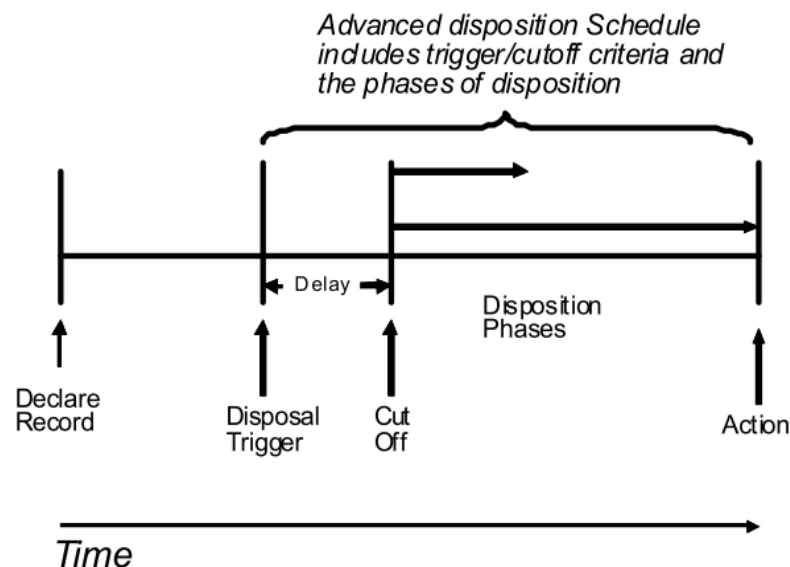 Advanced disposition Schedule
includes trigger/cutoff criteria and
the phases of disposition
Delay
Disposition
Phases
Declare
Record
Disposal
Trigger
Cut
Off
Action
Time